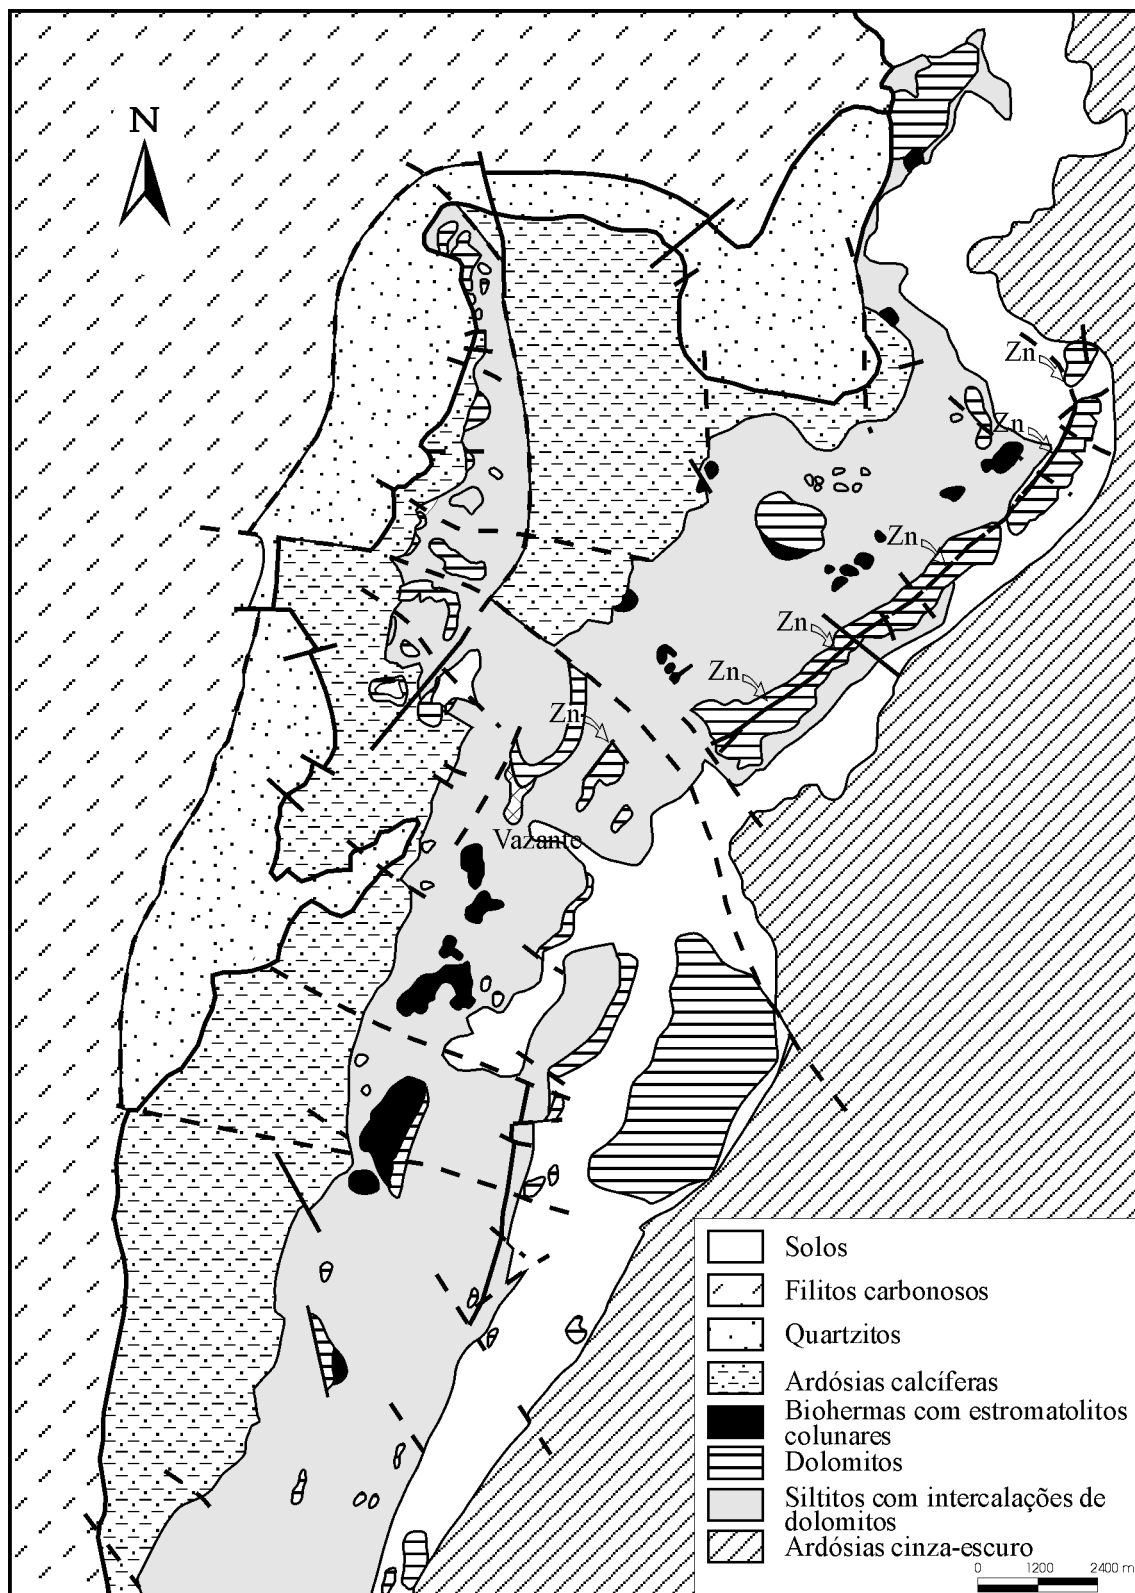 N
Zn
Zn
Zn
Zn
Zn
Zn
Vazante
Solos
Filitos carbonosos
Quartzitos
Ardósias calcíferas
Biohermas com estromatolitos
colunares
Dolomitos
Siltitos com intercalações de
dolomitos
Ardósias cinza-escuro
0 1200 2400 m